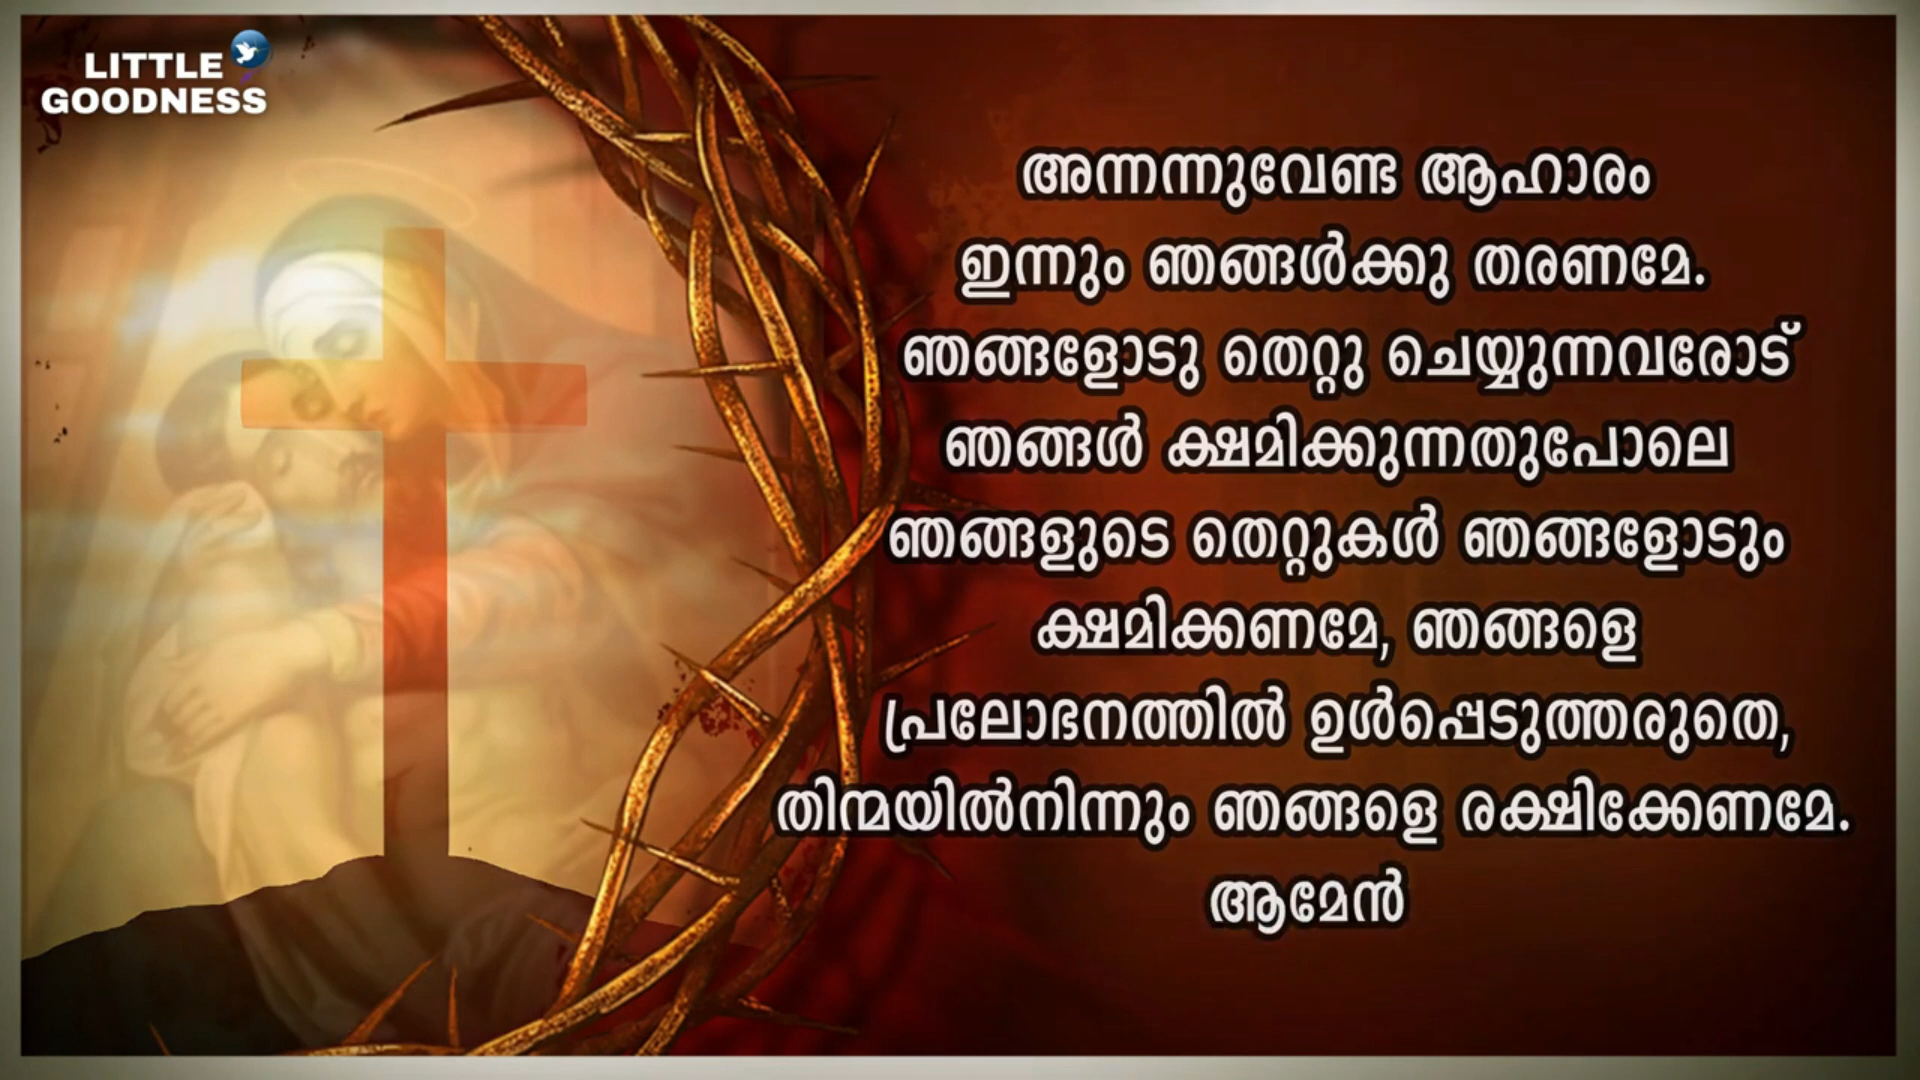 LITTLE
GOODNESS
അന്നന്നുവേണ്ട ആഹാരം
ഇന്നും ഞങ്ങൾക്കു തരണമേ.
ഞങ്ങളോടു തെറ്റു ചെയ്യുന്നവരോട്
ഞങ്ങൾ ക്ഷമിക്കുന്നതുപോലെ
ഞങ്ങളുടെ തെറ്റുകൾ ഞങ്ങളോടും
ക്ഷമിക്കണമേ, ഞങ്ങളെ
പ്രലോഭനത്തിൽ ഉൾപ്പെടുത്തരുതെ,
തിന്മയിൽനിന്നും ഞങ്ങളെ രക്ഷിക്കേണമേ.
ആമേൻ